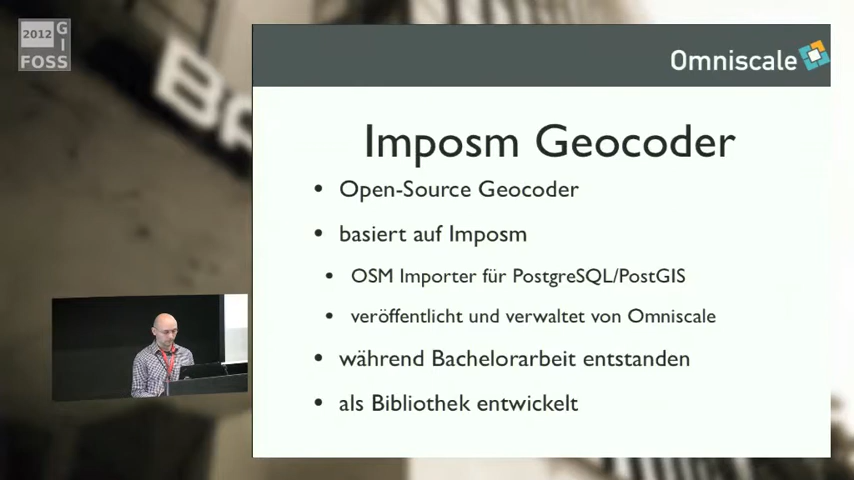 2012 G
I
FOSS
BA
Omniscale
Imposm Geocoder
• Open-Source Geocoder
• basiert auf Imposm
• OSM Importer für PostgreSQL/PostGIS
• veröffentlicht und verwaltet von Omniscale
• während Bachelorarbeit entstanden
• als Bibliothek entwickelt